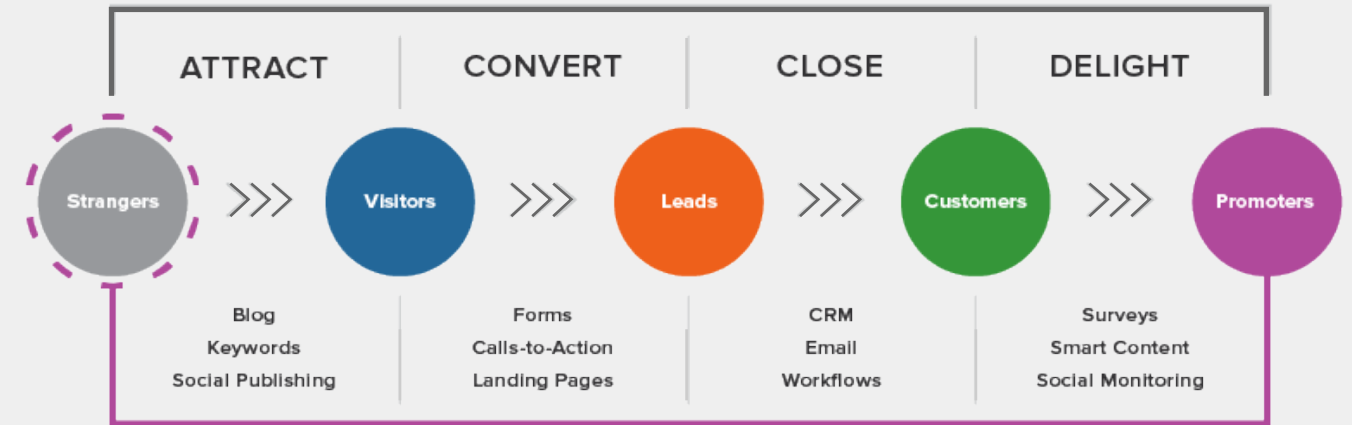 ATTRACT
CONVERT
CLOSE
DELIGHT
Strangers
Visitors
Leads
Customers
Promoters
Blog
Keywords
Social Publishing
Forms
Calls-to-Action
Landing Pages
CRM
Email
Workflows
Surveys
Smart Content
Social Monitoring